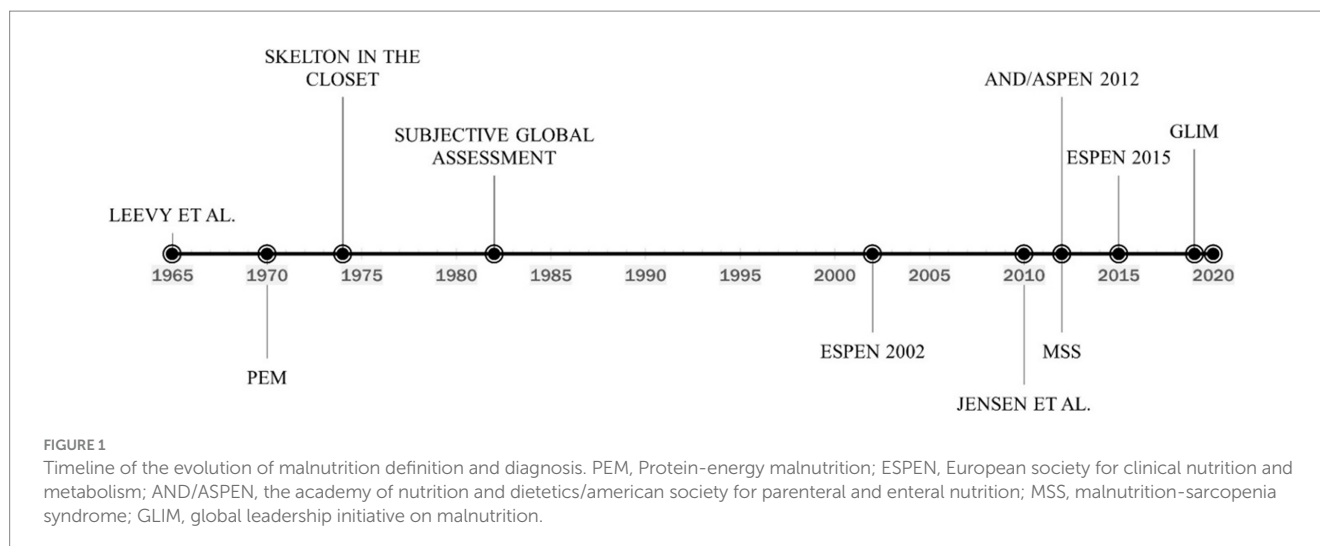 SKELTON IN THE
CLOSET
AND/ASPEN 2012
SUBJECTIVE GLOBAL
ASSESSMENT
GLIM
ESPEN 2015
LEEVY ET AL.
1965 1970 1975 1980 1985 1990 1995 2000 2005 2010 2015 2020
PEM
ESPEN 2002
MSS
JENSEN ET AL.
FIGURE 1
Timeline of the evolution of malnutrition definition and diagnosis. PEM, Protein-energy malnutrition; ESPEN, European society for clinical nutrition and
metabolism; AND/ASPEN, the academy of nutrition and dietetics/american society for parenteral and enteral nutrition; MSS, malnutrition-sarcopenia
syndrome; GLIM, global leadership initiative on malnutrition.